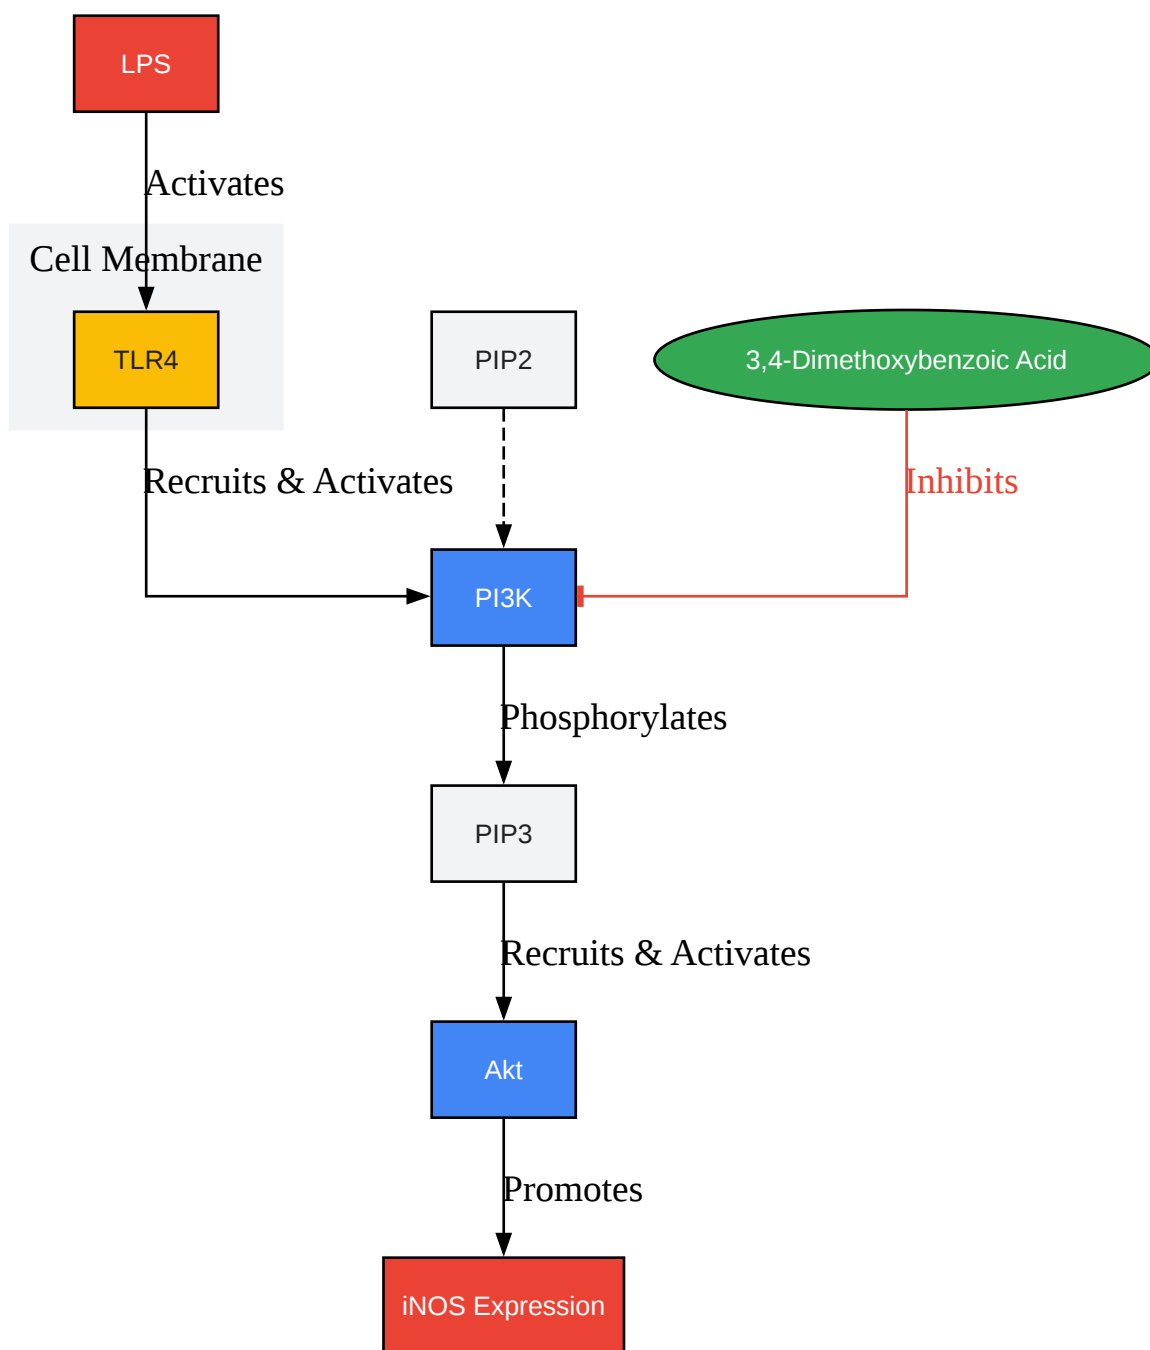 LPS
Activates
Cell Membrane
TLR4
PIP2
3,4-Dimethoxybenzoic Acid
Recruits & Activates
Inhibits
PI3K
Phosphorylates
PIP3
Recruits & Activates
Akt
Promotes
iNOS Expression